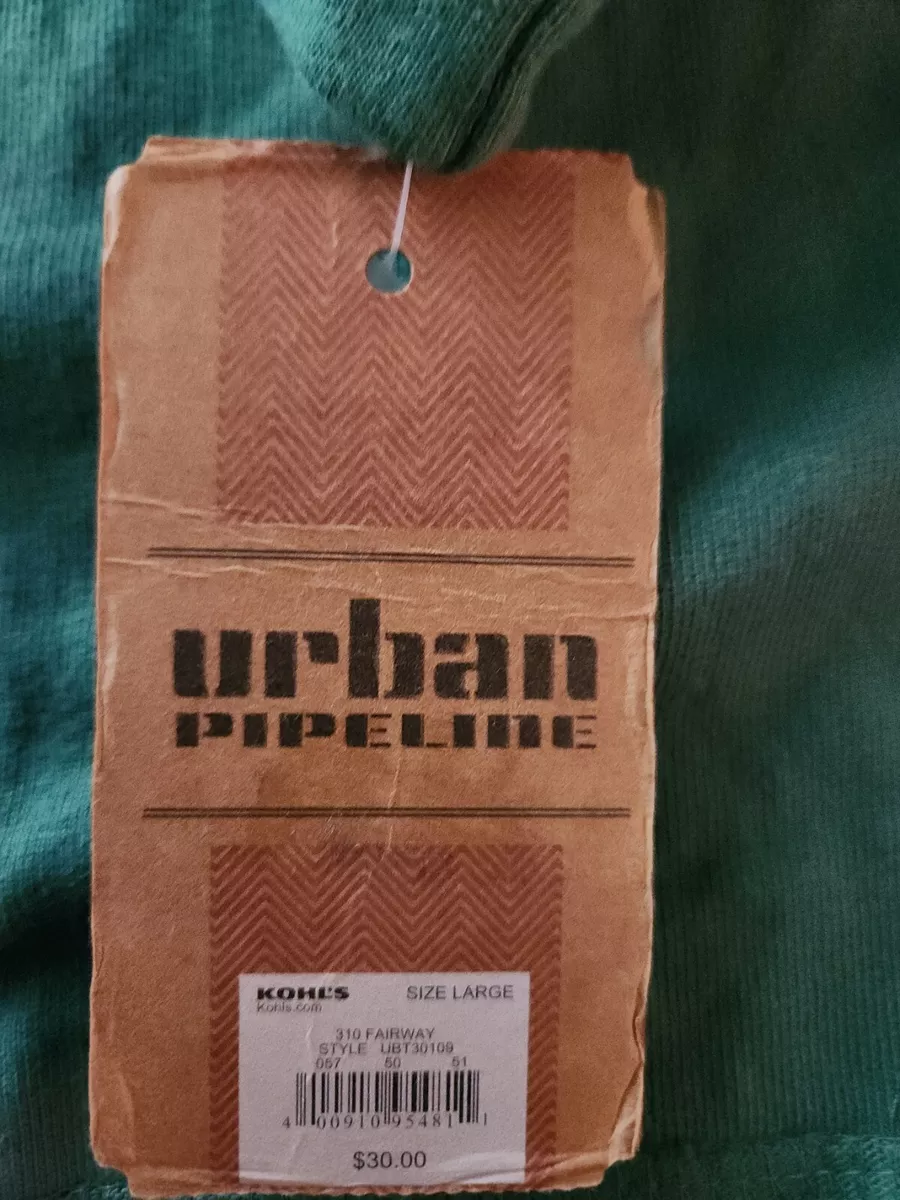 urban
PIPELINE
KOHL'S SIZE LARGE
Kohls.com
310 FAIRWAY
STYLE UBT30109
057 50 51
4 00910 95481 1
$30.00